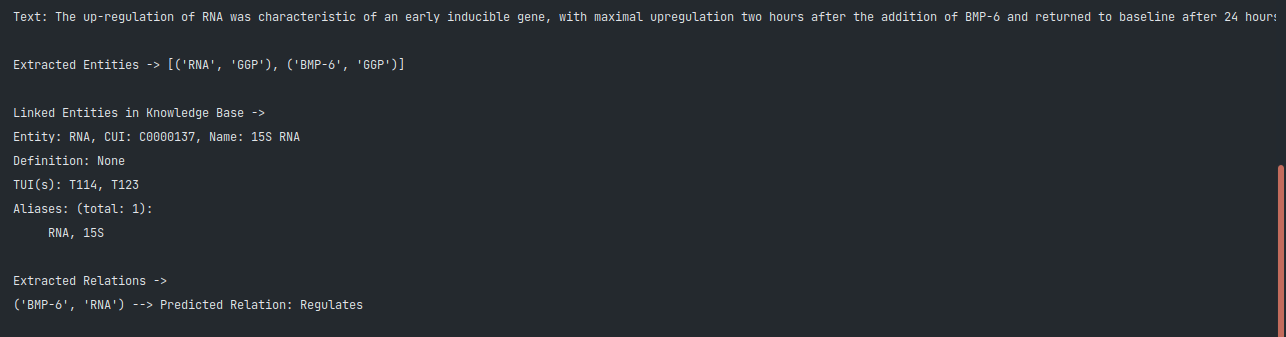 Text: The up-regulation of RNA was characteristic of an early inducible gene, with maximal upregulation two hours after the addition of BMP-6 and returned to baseline after 24 hours
Extracted Entities -> [('RNA', 'GGP'), ('BMP-6', 'GGP')]
Linked Entities in Knowledge Base ->
Entity: RNA, CUI: C0000137, Name: 15S RNA
Definition: None
TUI(s): T114, T123
Aliases: (total: 1):
RNA, 15S
Extracted Relations ->
('BMP-6', 'RNA') --> Predicted Relation: Regulates